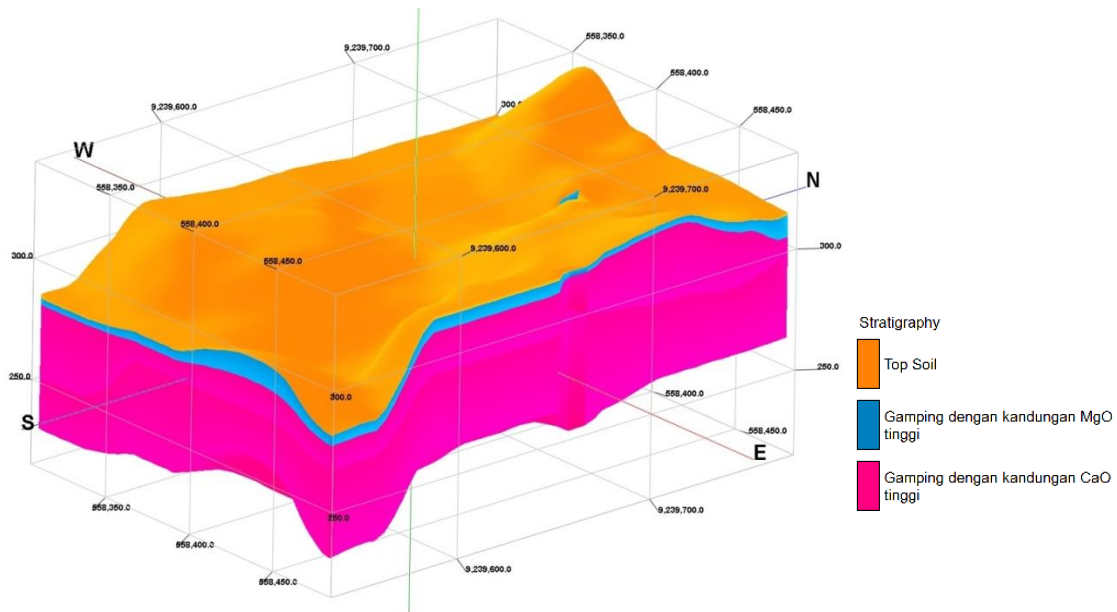 558,350.0
9,239,700.0
558,400.0
9,239,600.0
300.0
558,450.0
W
558,350.0
N
9,239,700.0
558,400.0
9,239,600.0
300.0
300.0
558,450.0
250.0
250.0
300.0
558,400.0
S
558,450.0
E
558,350.0
9,239,700.0
250.0
558,400.0
9,239,600.0
558,450.0
Stratigraphy
Top Soil
Gamping dengan kandungan MgO
tinggi
Gamping dengan kandungan CaO
tinggi